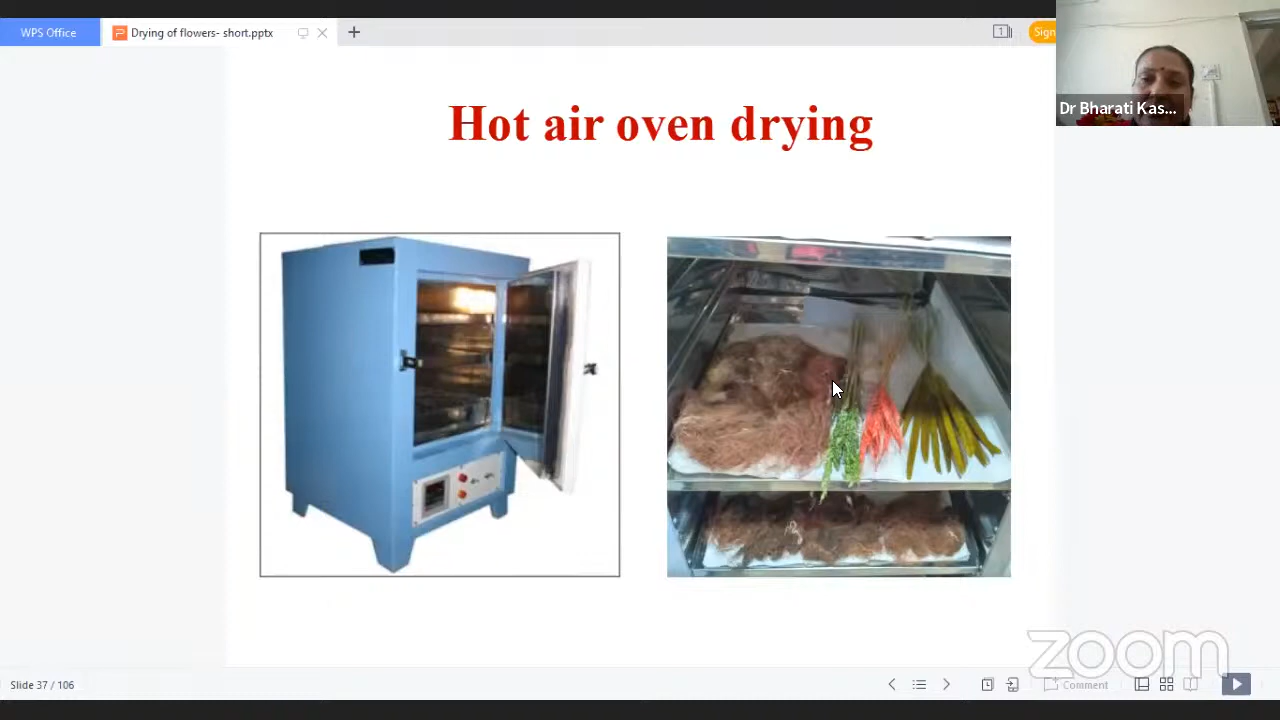 WPS Office
Drying of flowers- short.pptx
1
Sign
Dr Bharati Kas...
Hot air oven drying
zoom
Slide 37 / 106
Comment